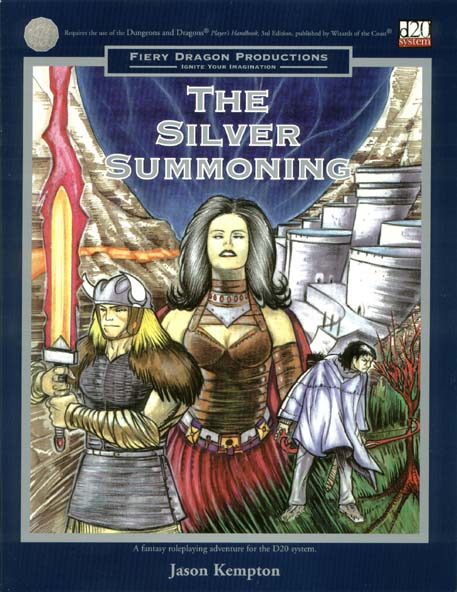 Requires the use of the Dungeons and Dragons® Player's Handbook, 3rd Edition, published by Wizards of the Coast®
d20
system
FIERY DRAGON PRODUCTIONS
IGNITE YOUR IMAGINATION
THE
SILVER
SUMMONING
A fantasy roleplaying adventure for the D20 system.
Jason Kempton